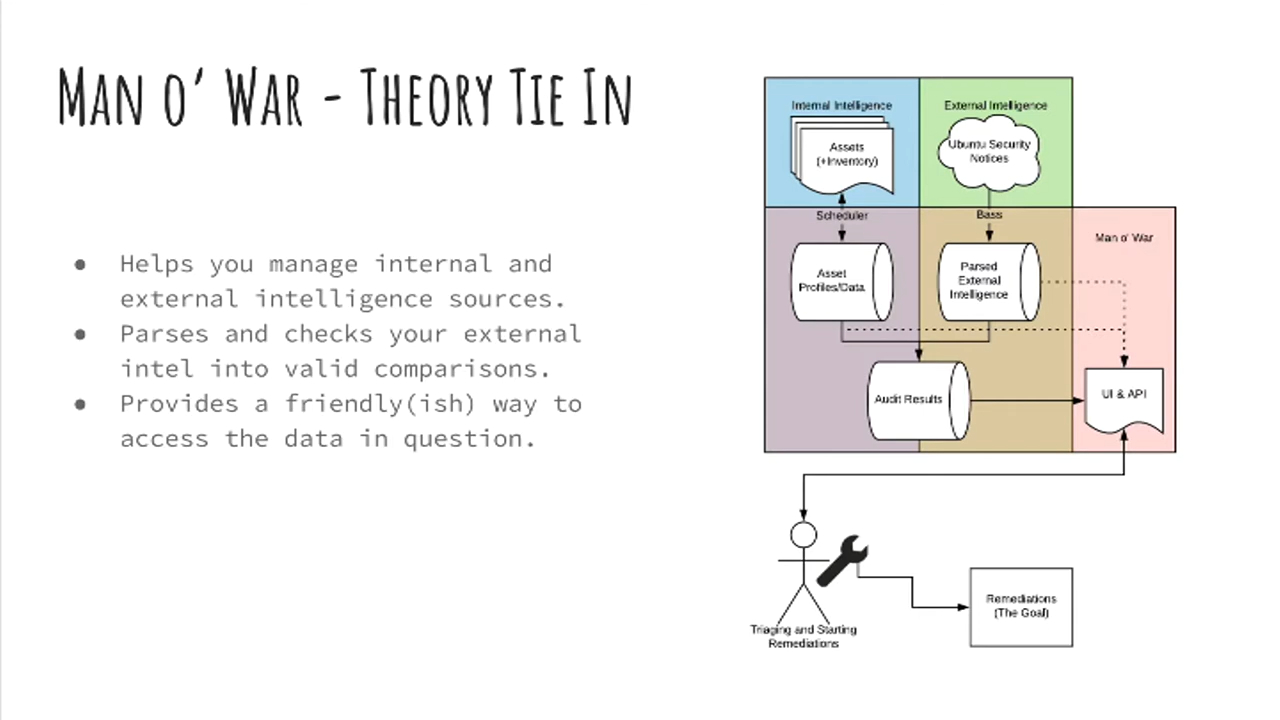 Man o' War - Theory Tie In
● Helps you manage internal and
external intelligence sources.
● Parses and checks your external
intel into valid comparisons.
● Provides a friendly(ish) way to
access the data in question.
Internal Intelligence
External Intelligence
Assets
(+Inventory)
Ubuntu Security
Notices
Scheduler
Bass
Man o' War
Asset
Profiles/Data
Parsed
External
Intelligence
Audit Results
UI & API
Triaging and Starting
Remediations
Remediations
(The Goal)